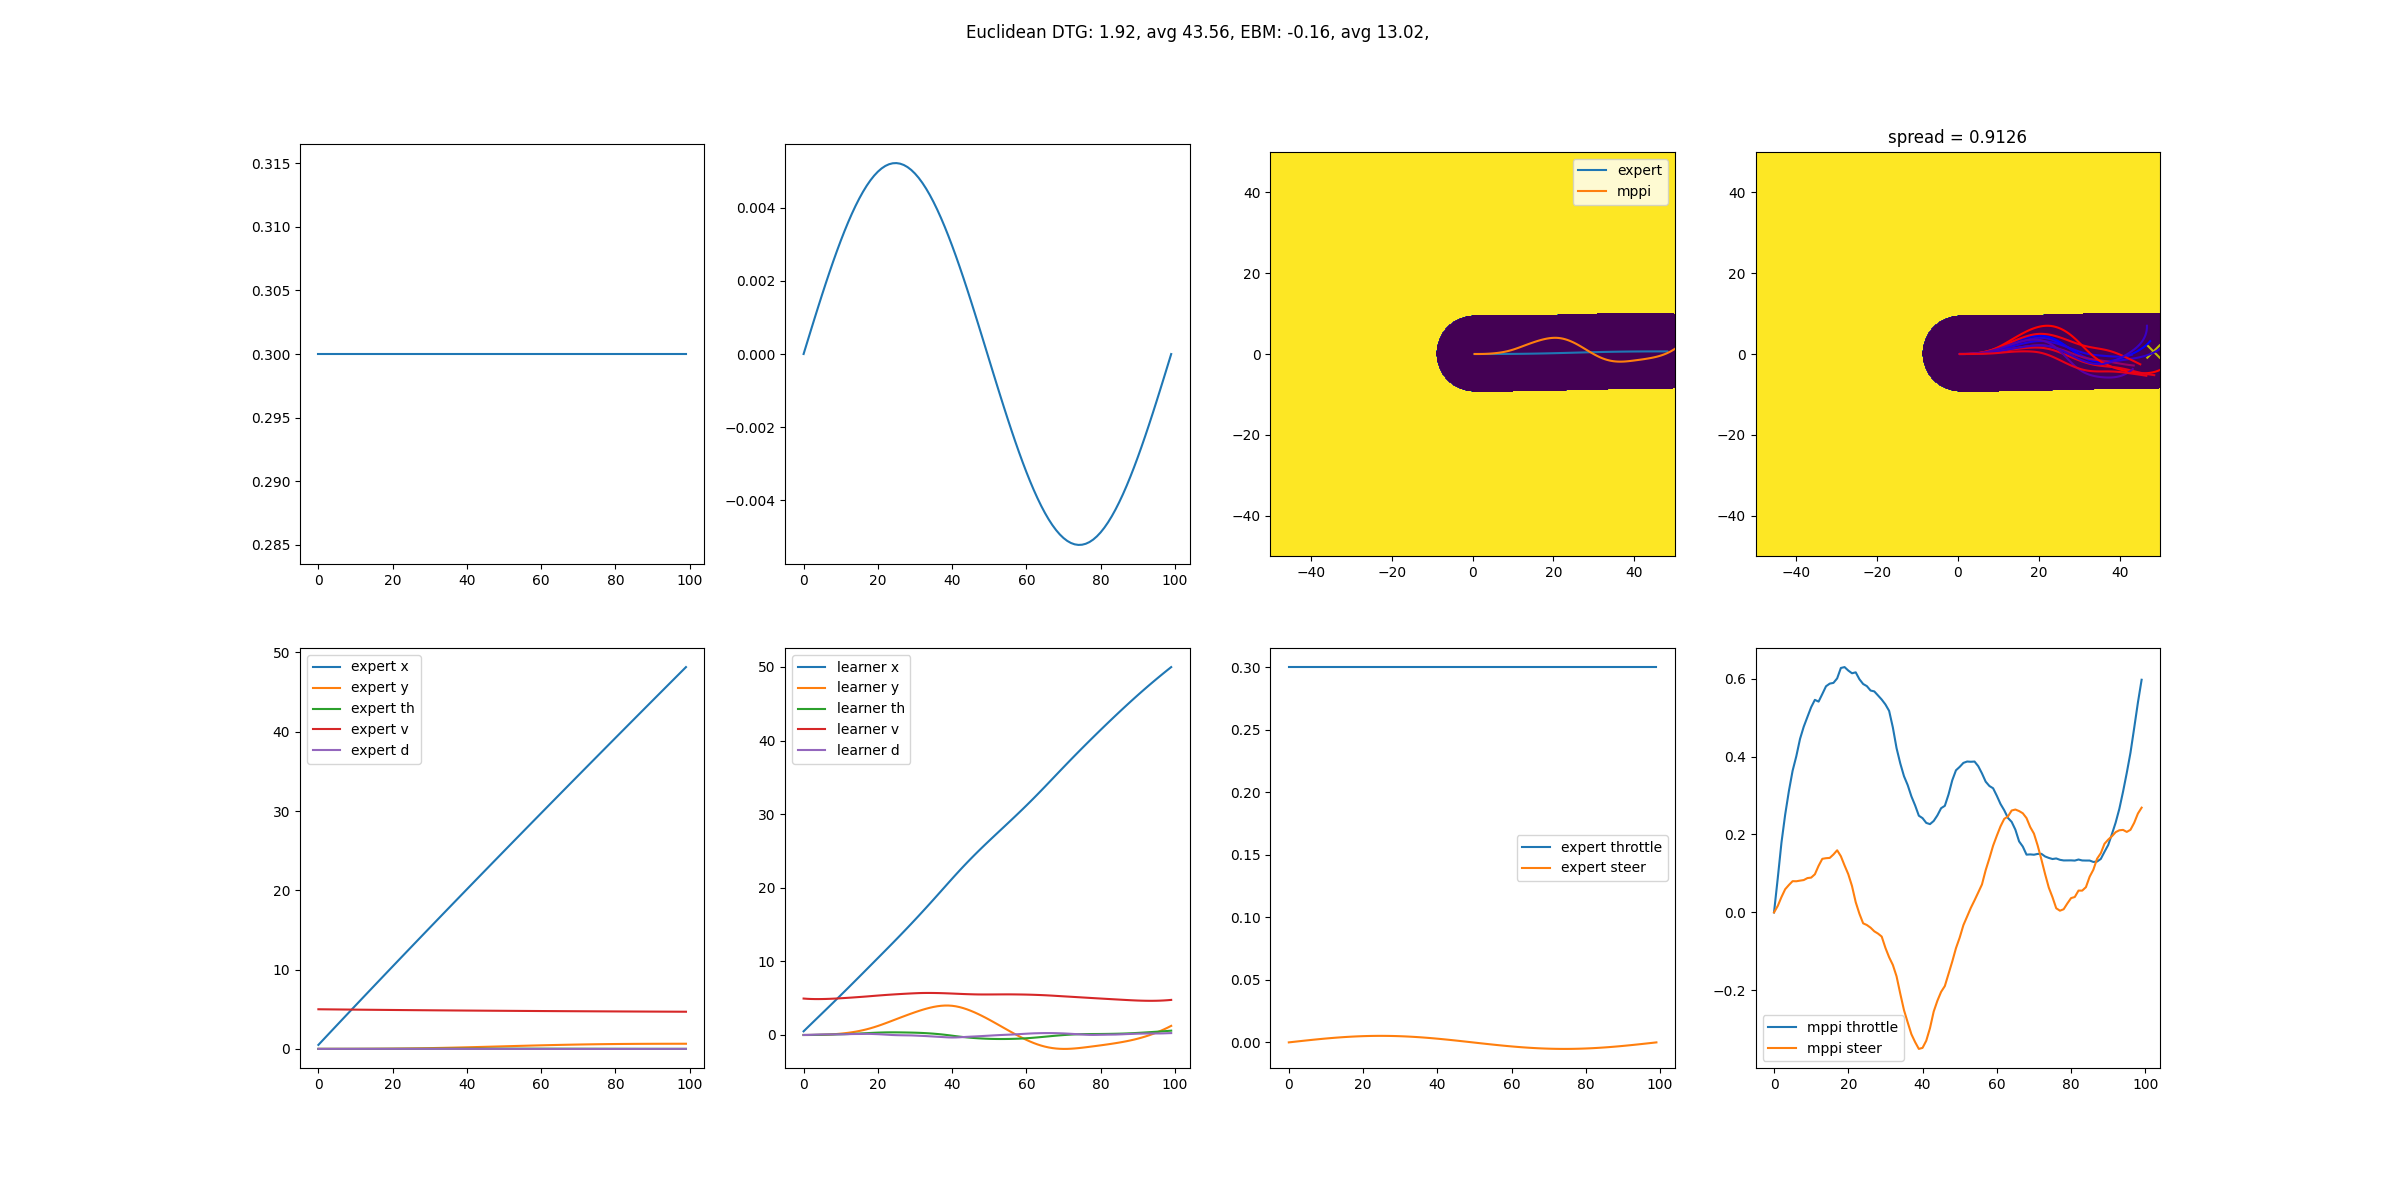 Euclidean DTG: 1.92, avg 43.56, EBM: -0.16, avg 13.02,
0.315
0.310
0.305
0.300
0.295
0.290
0.285
0 20 40 60 80 100
0.004
0.002
0.000
−0.002
−0.004
0 20 40 60 80 100
expert
mppi
40
20
0
−20
−40
−40 −20 0 20 40
spread = 0.9126
40
20
0
−20
−40
−40 −20 0 20 40
expert x
expert y
expert th
expert v
expert d
50
40
30
20
10
0
0 20 40 60 80 100
learner x
learner y
learner th
learner v
learner d
50
40
30
20
10
0
0 20 40 60 80 100
0.30
0.25
0.20
0.15
0.10
0.05
0.00
expert throttle
expert steer
0 20 40 60 80 100
0.6
0.4
0.2
0.0
−0.2
mppi throttle
mppi steer
0 20 40 60 80 100